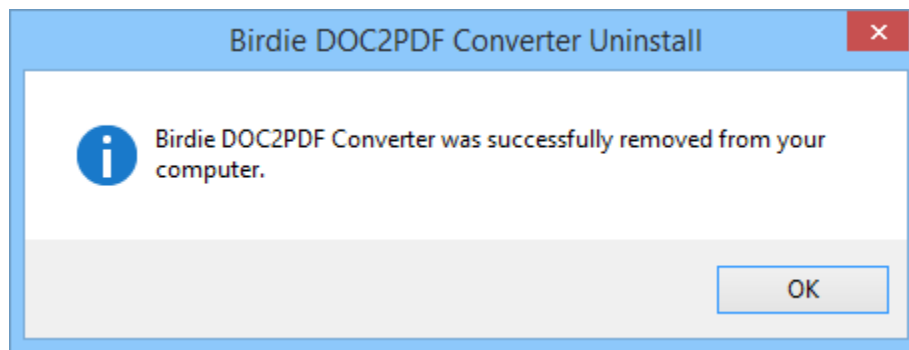 Birdie DOC2PDF Converter Uninstall
Birdie DOC2PDF Converter was successfully removed from your
computer.
OK